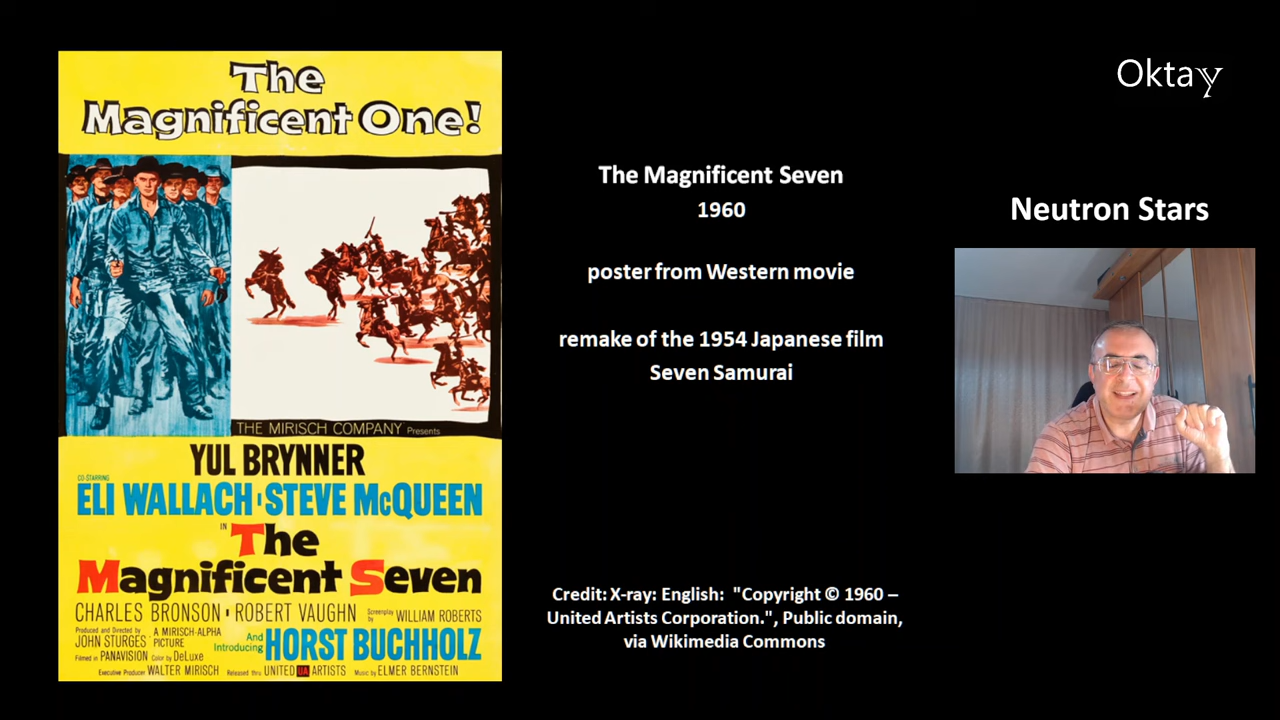 The
Magnificent One!
THE MIRISCH COMPANY Presents
YUL BRYNNER
CO-STARRING
ELI WALLACH · STEVE McQUEEN
IN
The
Magnificent Seven
CHARLES BRONSON · ROBERT VAUGHN Screenplay by WILLIAM ROBERTS
Produced and Directed by JOHN STURGES A MIRISCH-ALPHA PICTURE
And Introducing HORST BUCHHOLZ
Filmed in PANAVISION Color by DeLuxe
Executive Producer WALTER MIRISCH Released thru UNITED UA ARTISTS Music by ELMER BERNSTEIN
The Magnificent Seven
1960
poster from Western movie
remake of the 1954 Japanese film
Seven Samurai
Credit: X-ray: English: "Copyright © 1960 –
United Artists Corporation.", Public domain,
via Wikimedia Commons
Oktay
Neutron Stars